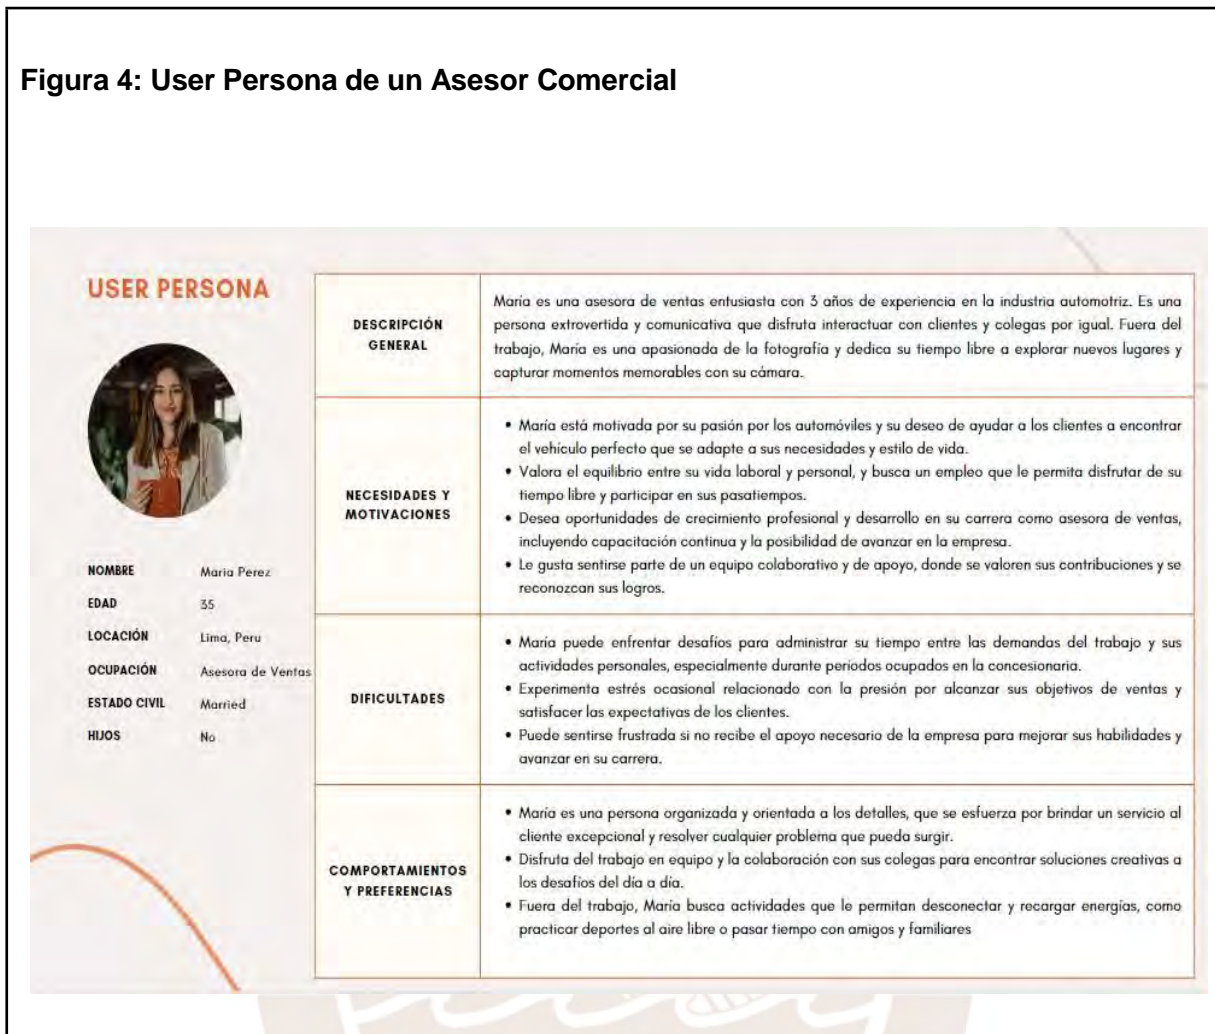 Figura 4: User Persona de un Asesor Comercial
USER PERSONA
NOMBRE Maria Perez
EDAD 35
LOCACIÓN Lima, Peru
OCUPACIÓN Asesora de Ventas
ESTADO CIVIL Married
HIJOS No
DESCRIPCIÓN
GENERAL
María es una asesora de ventas entusiasta con 3 años de experiencia en la industria automotriz. Es una
persona extrovertida y comunicativa que disfruta interactuar con clientes y colegas por igual. Fuera del
trabajo, María es una apasionada de la fotografía y dedica su tiempo libre a explorar nuevos lugares y
capturar momentos memorables con su cámara.
NECESIDADES Y
MOTIVACIONES
• María está motivada por su pasión por los automóviles y su deseo de ayudar a los clientes a encontrar
el vehículo perfecto que se adapte a sus necesidades y estilo de vida.
• Valora el equilibrio entre su vida laboral y personal, y busca un empleo que le permita disfrutar de su
tiempo libre y participar en sus pasatiempos.
• Desea oportunidades de crecimiento profesional y desarrollo en su carrera como asesora de ventas,
incluyendo capacitación continua y la posibilidad de avanzar en la empresa.
• Le gusta sentirse parte de un equipo colaborativo y de apoyo, donde se valoren sus contribuciones y se
reconozcan sus logros.
DIFICULTADES
• María puede enfrentar desafíos para administrar su tiempo entre las demandas del trabajo y sus
actividades personales, especialmente durante periodos ocupados en la concesionaria.
• Experimenta estrés ocasional relacionado con la presión por alcanzar sus objetivos de ventas y
satisfacer las expectativas de los clientes.
• Puede sentirse frustrada si no recibe el apoyo necesario de la empresa para mejorar sus habilidades y
avanzar en su carrera.
COMPORTAMIENTOS
Y PREFERENCIAS
• María es una persona organizada y orientada a los detalles, que se esfuerza por brindar un servicio al
cliente excepcional y resolver cualquier problema que pueda surgir.
• Disfruta del trabajo en equipo y la colaboración con sus colegas para encontrar soluciones creativas a
los desafíos del día a día.
• Fuera del trabajo, María busca actividades que le permitan desconectar y recargar energías, como
practicar deportes al aire libre o pasar tiempo con amigos y familiares